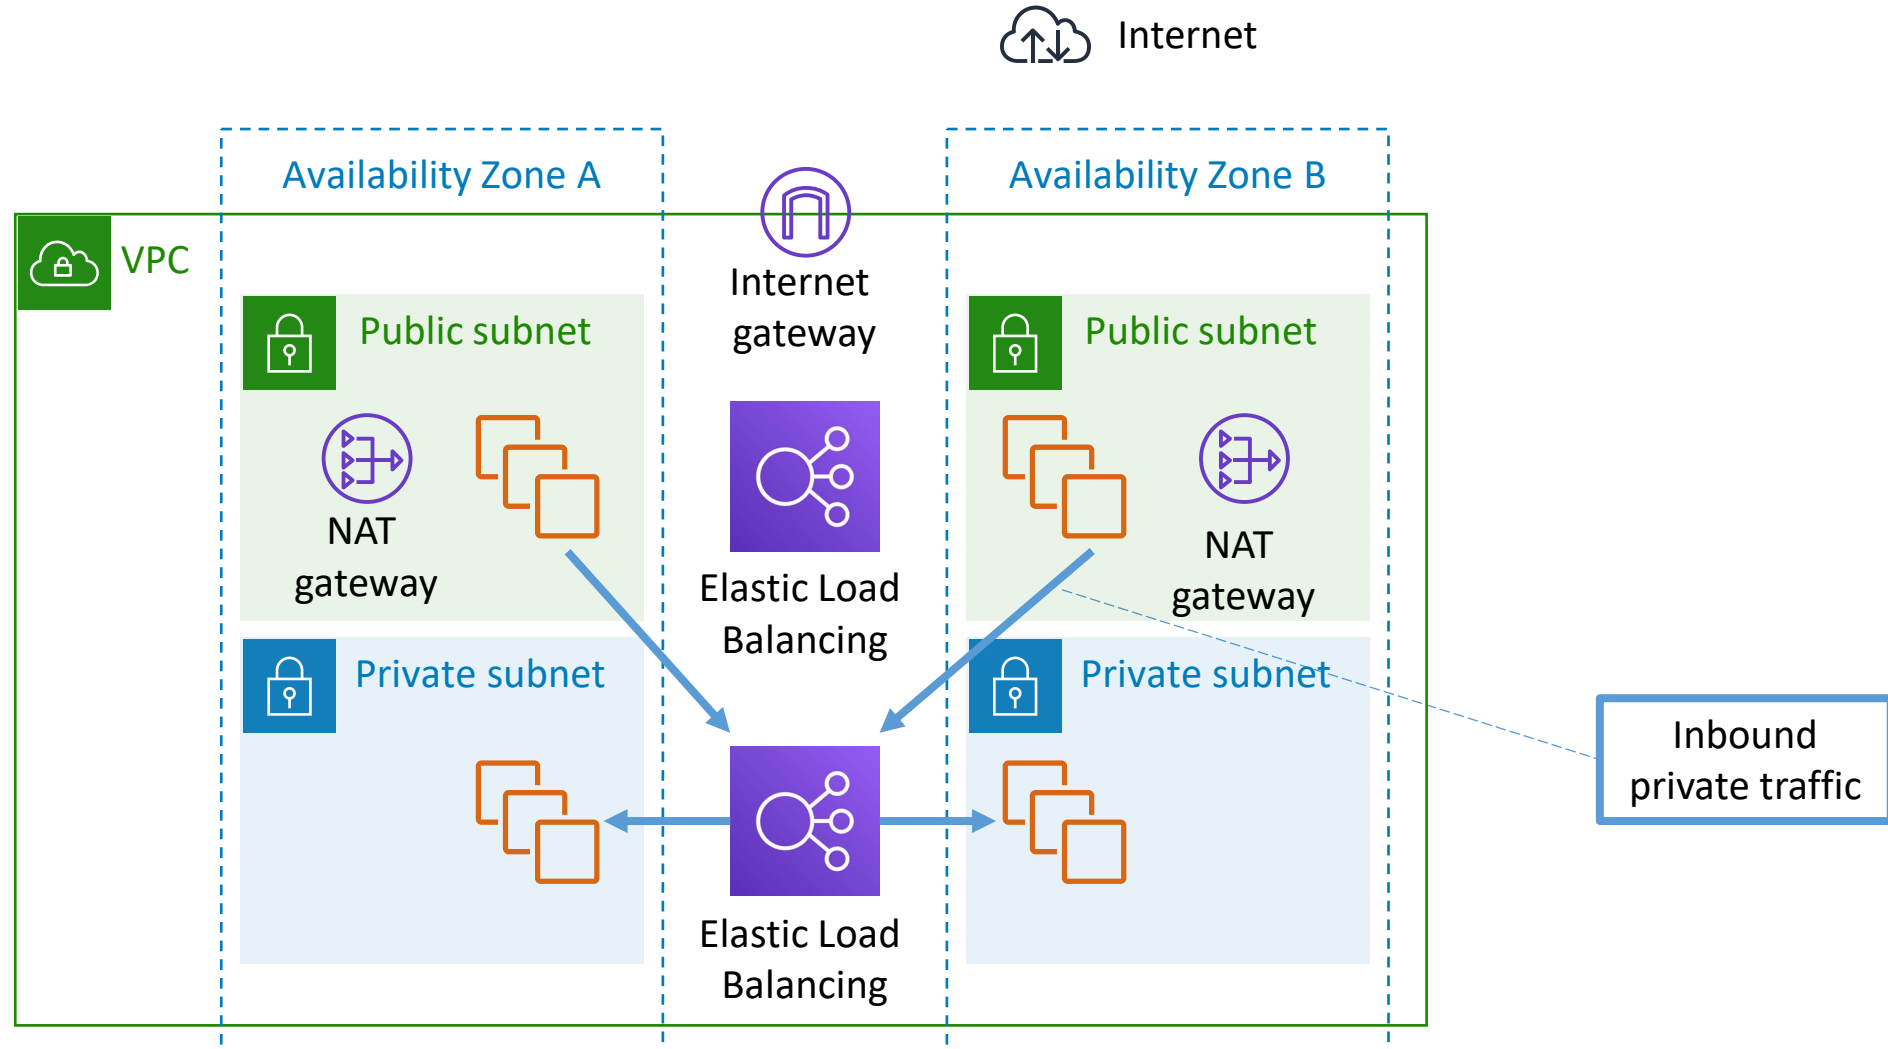 Internet
Availability Zone A
Availability Zone B
VPC
Internet
gateway
Public subnet
Public subnet
NAT
gateway
Elastic Load
Balancing
NAT
gateway
Private subnet
Private subnet
Inbound
private traffic
Elastic Load
Balancing